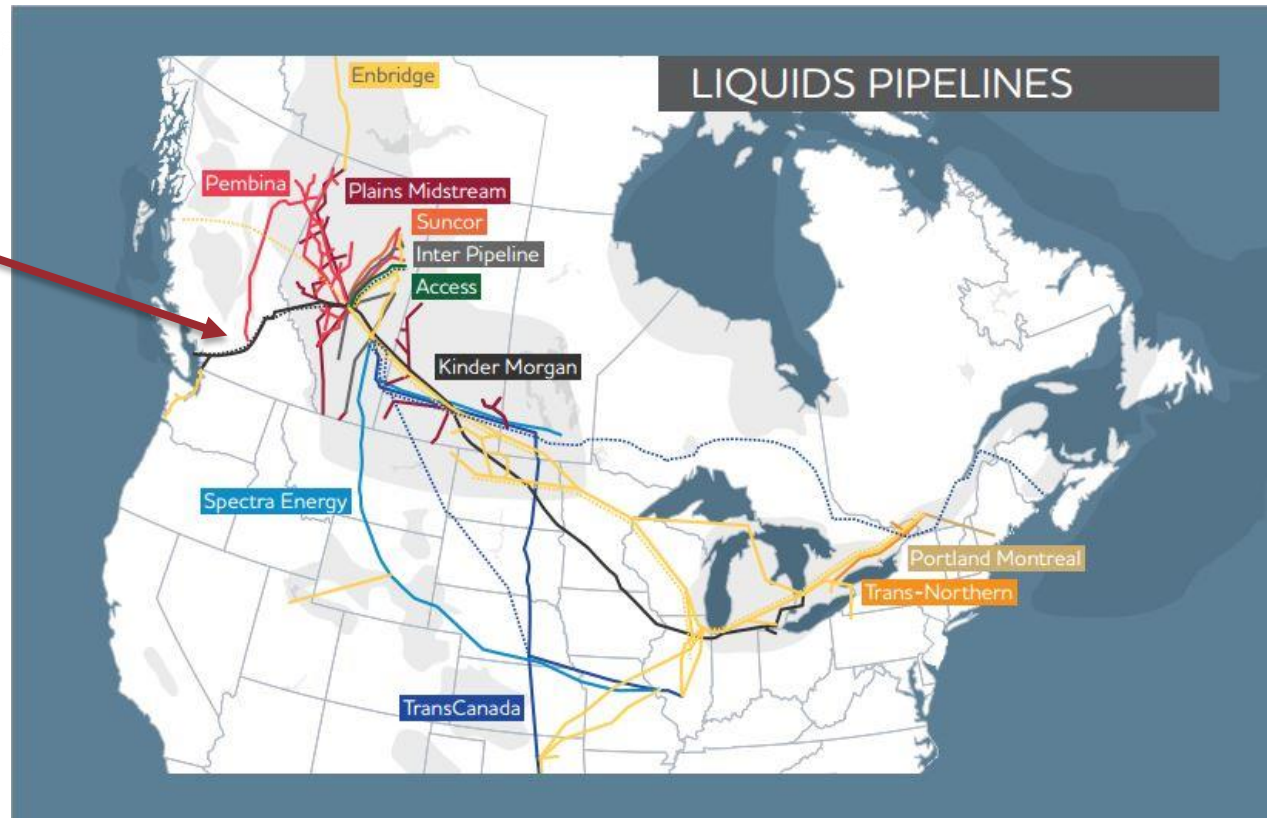 LIQUIDS PIPELINES
Enbridge
Pembina
Plains Midstream
Suncor
Inter Pipeline
Access
Kinder Morgan
Spectra Energy
Portland Montreal
Trans-Northern
TransCanada